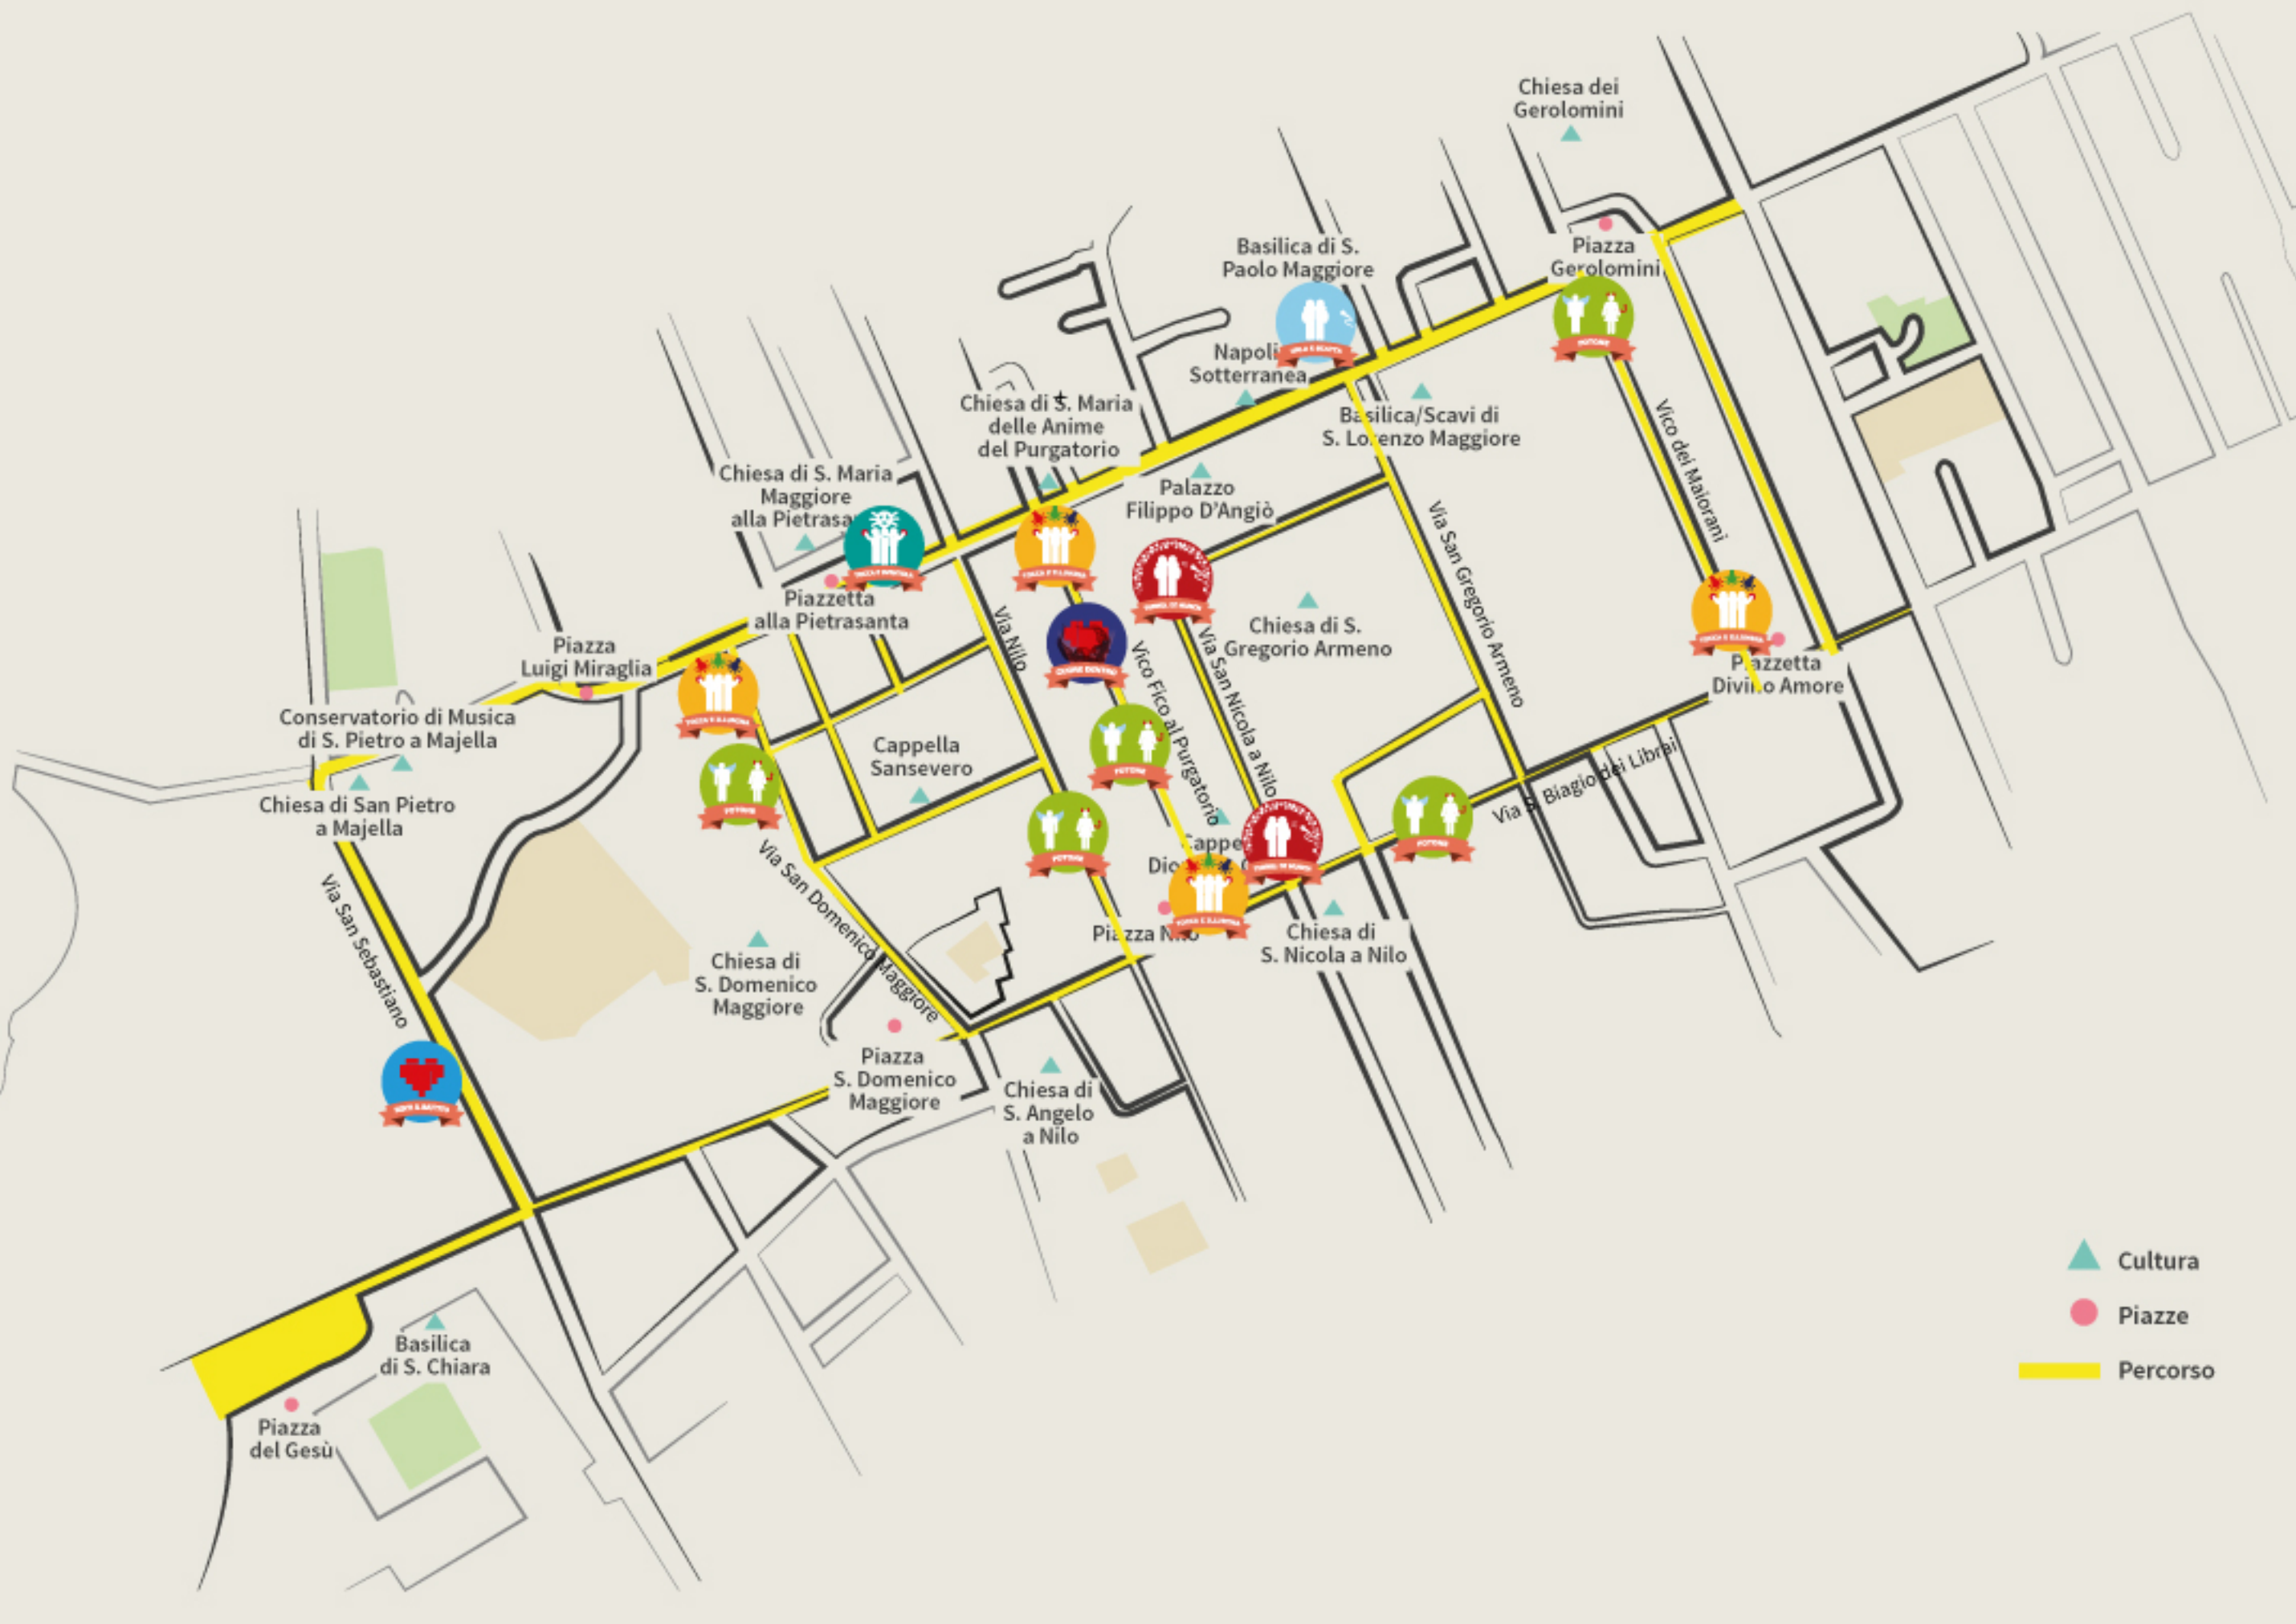 Chiesa dei
Gerolomini
Piazza
Gerolomini
Basilica di S.
Paolo Maggiore
Napoli
Sotterranea
Basilica/Scavi di
S. Lorenzo Maggiore
Chiesa di S. Maria
delle Anime
del Purgatorio
Palazzo
Filippo D'Angiò
Chiesa di S. Maria
Maggiore
alla Pietrasa
Piazzetta
alla Pietrasanta
Piazza
Luigi Miraglia
Conservatorio di Musica
di S. Pietro a Majella
Chiesa di San Pietro
a Majella
Via San Sebastiano
Via Nilo
Vico Fico al Purgatorio
Via San Nicola a Nilo
Chiesa di S.
Gregorio Armeno
Via San Gregorio Armeno
Vico dei Maiorani
Piazzetta
Divino Amore
Via S. Biagio dei Librai
Cappella
Sansevero
Via San Domenico Maggiore
Cappe
Piazza Nilo
Chiesa di
S. Nicola a Nilo
Chiesa di
S. Domenico
Maggiore
Piazza
S. Domenico
Maggiore
Chiesa di
S. Angelo
a Nilo
Basilica
di S. Chiara
Piazza
del Gesù
Cultura
Piazze
Percorso